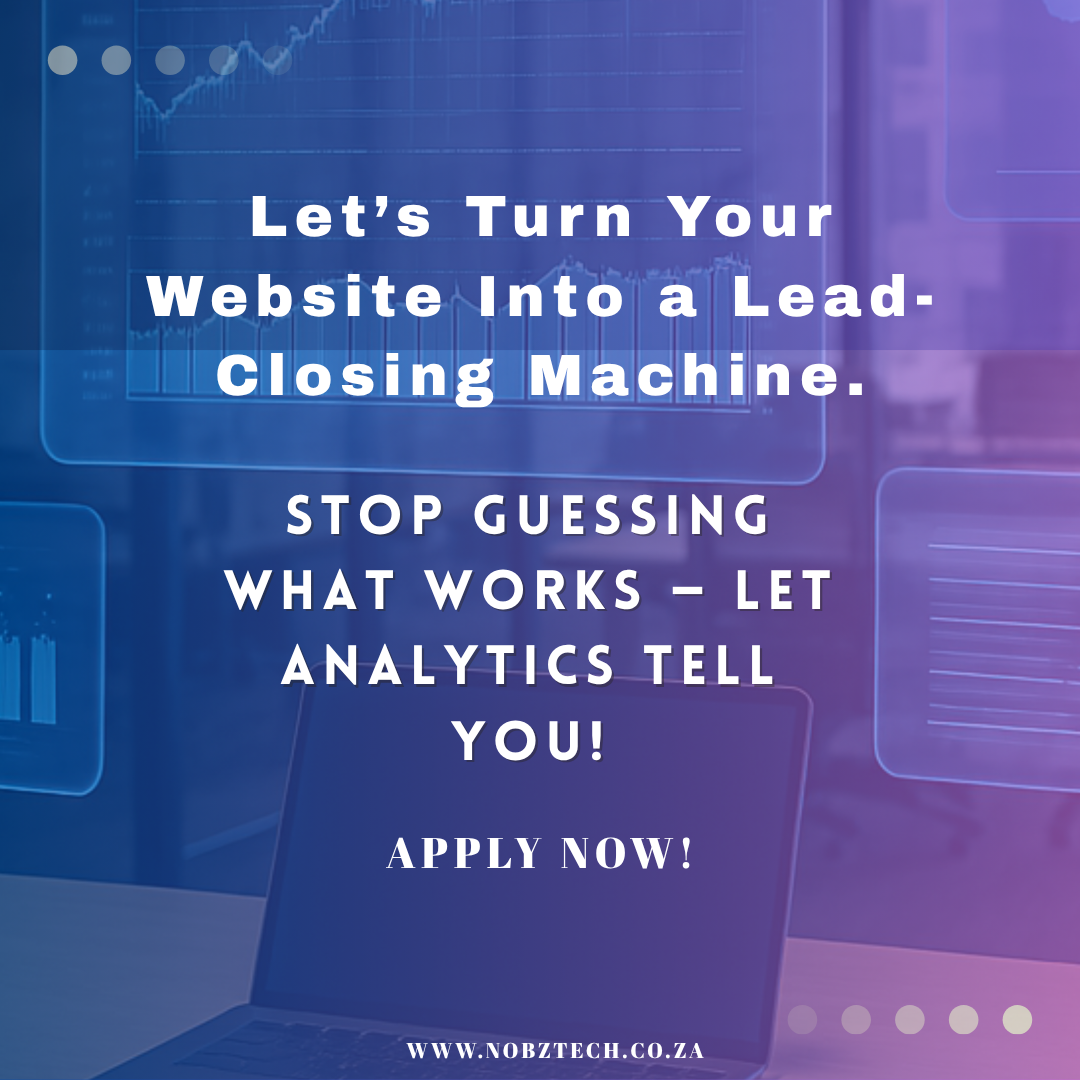 Let’s Turn Your
Website Into a Lead-
Closing Machine.
STOP GUESSING
WHAT WORKS – LET
ANALYTICS TELL
YOU!
APPLY NOW!
WWW.NOBZTECH.CO.ZA